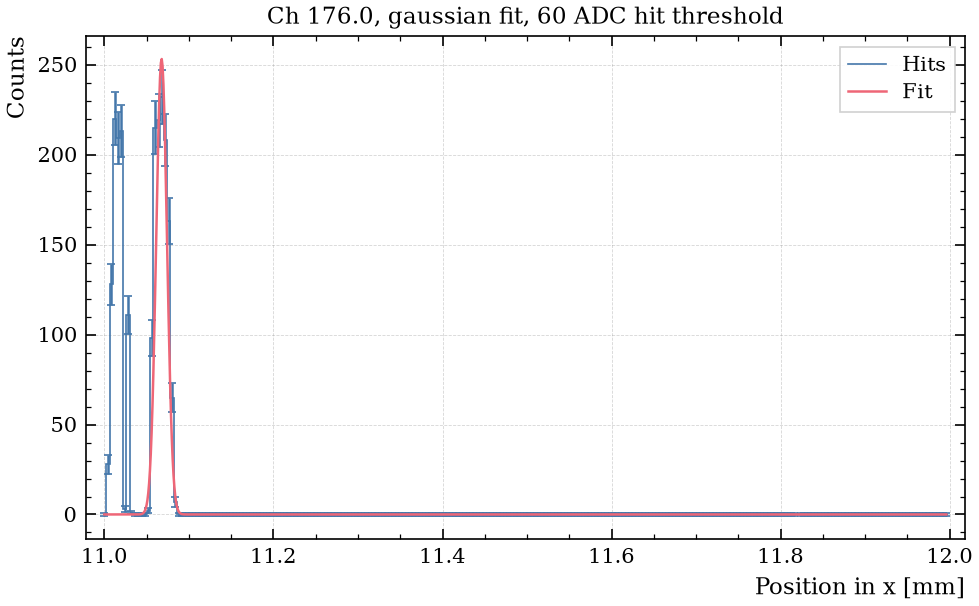 Ch 176.0, gaussian fit, 60 ADC hit threshold
Counts
250
200
150
100
50
0
Hits
Fit
11.0 11.2 11.4 11.6 11.8 12.0
Position in x [mm]